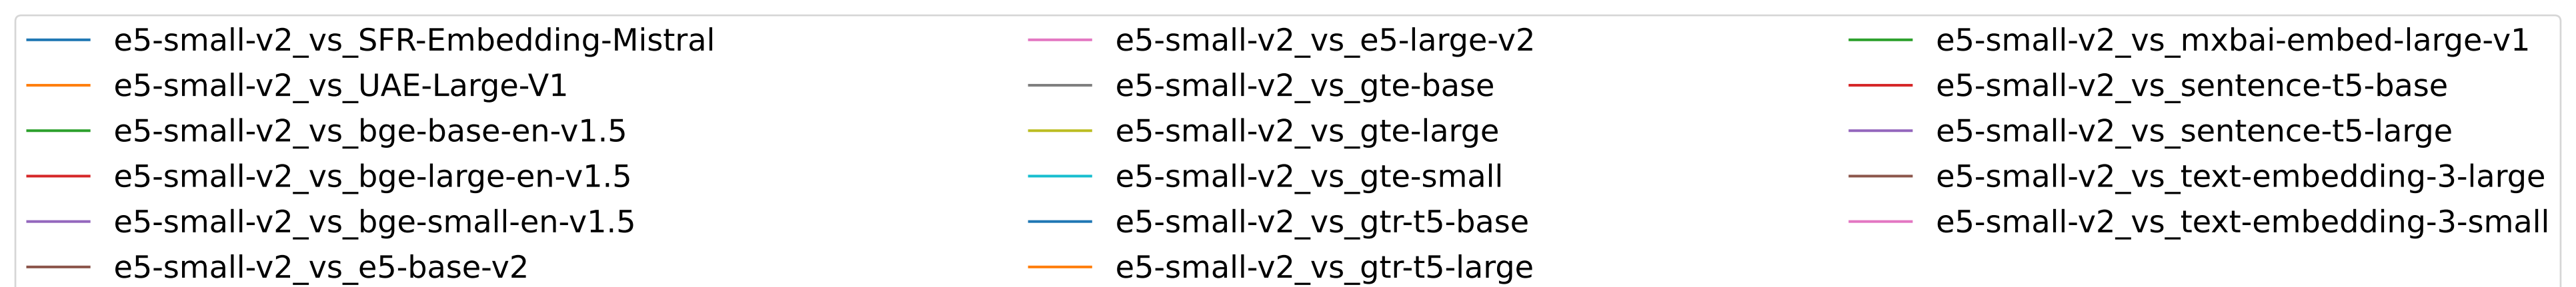 e5-small-v2_vs_SFR-Embedding-Mistral
e5-small-v2_vs_UAE-Large-V1
e5-small-v2_vs_bge-base-en-v1.5
e5-small-v2_vs_bge-large-en-v1.5
e5-small-v2_vs_bge-small-en-v1.5
e5-small-v2_vs_e5-base-v2
e5-small-v2_vs_e5-large-v2
e5-small-v2_vs_gte-base
e5-small-v2_vs_gte-large
e5-small-v2_vs_gte-small
e5-small-v2_vs_gtr-t5-base
e5-small-v2_vs_gtr-t5-large
e5-small-v2_vs_mxbai-embed-large-v1
e5-small-v2_vs_sentence-t5-base
e5-small-v2_vs_sentence-t5-large
e5-small-v2_vs_text-embedding-3-large
e5-small-v2_vs_text-embedding-3-small